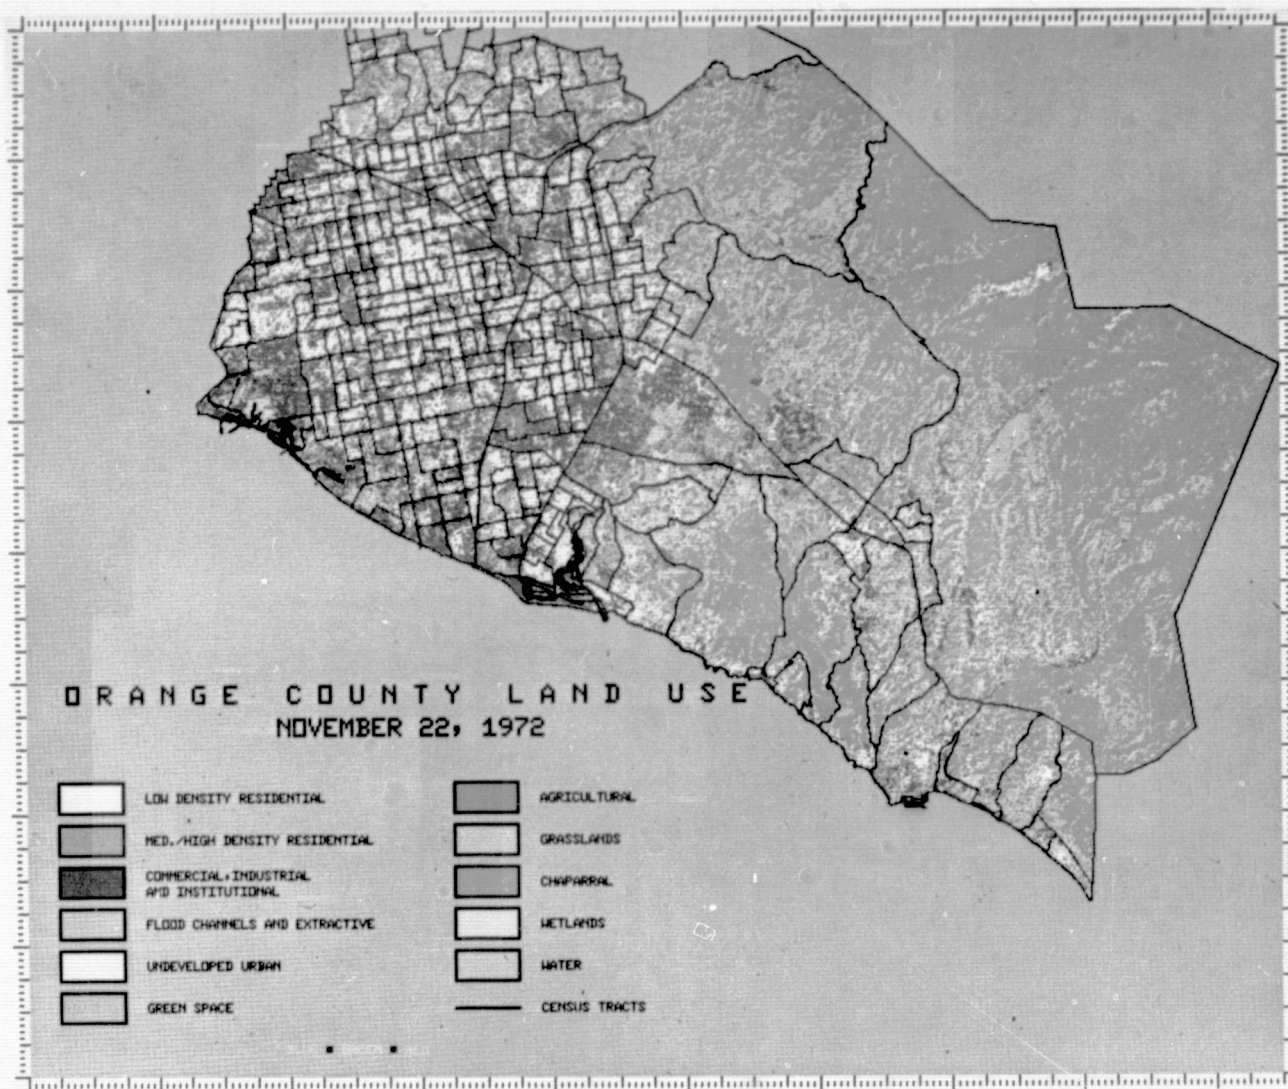 ORANGE COUNTY LAND USE
NOVEMBER 22, 1972
LOW DENSITY RESIDENTIAL
MED./HIGH DENSITY RESIDENTIAL
COMMERCIAL,INDUSTRIAL
AND INSTITUTIONAL
FLOOD CHANNELS AND EXTRACTIVE
UNDEVELOPED URBAN
GREEN SPACE
AGRICULTURAL
GRASSLANDS
CHAPARRAL
WETLANDS
WATER
CENSUS TRACTS